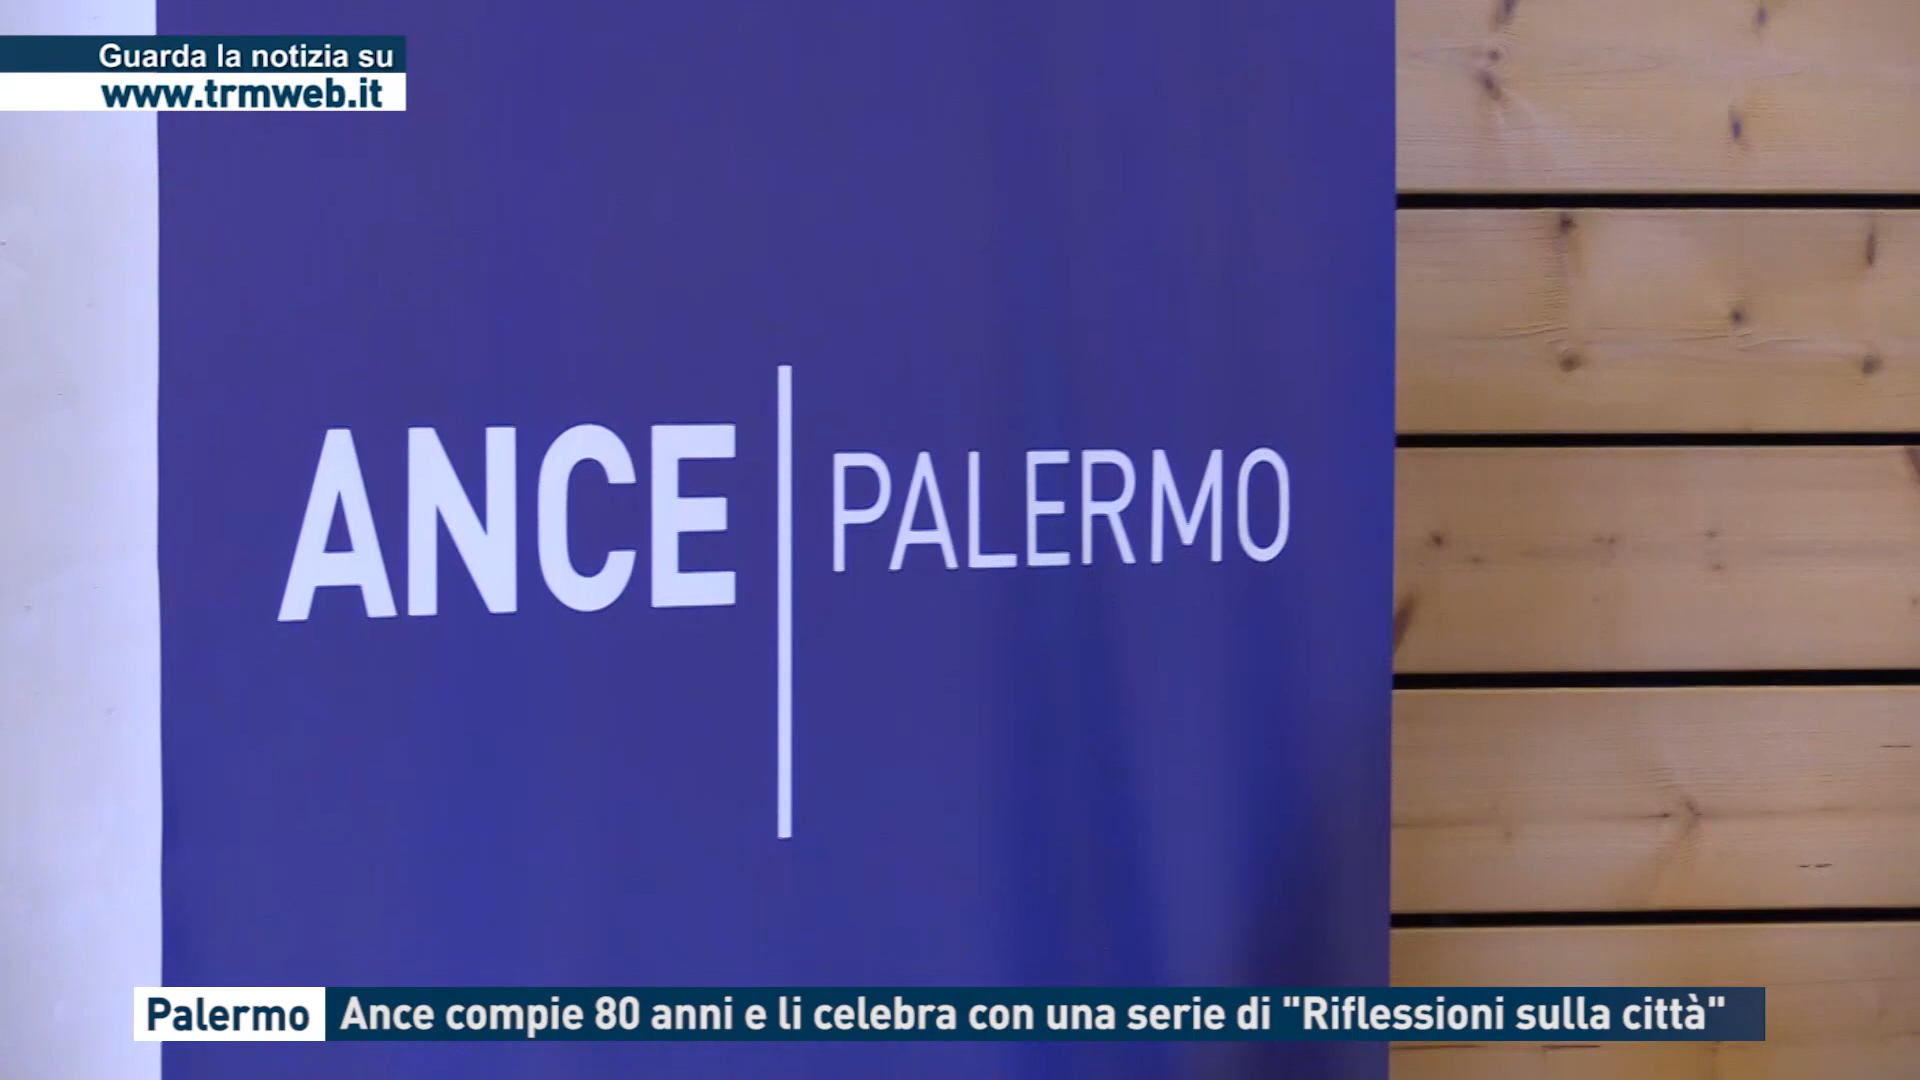 Guarda la notizia su
www.trmweb.it
ANCE | PALERMO
Palermo Ance compie 80 anni e li celebra con una serie di "Riflessioni sulla città"